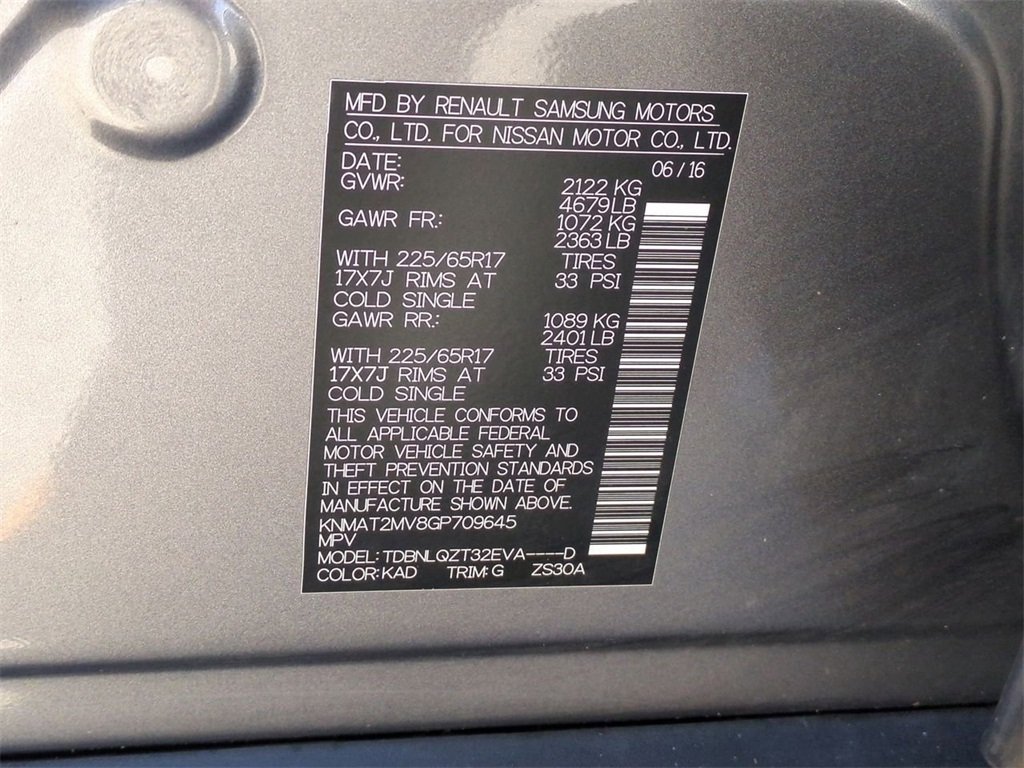 MFD BY RENAULT SAMSUNG MOTORS
CO., LTD. FOR NISSAN MOTOR CO., LTD.
DATE: 06/16
GVWR: 2122 KG
4679 LB
GAWR FR.: 1072 KG
2363 LB
WITH 225/65R17 TIRES
17X7J RIMS AT 33 PSI
COLD SINGLE
GAWR RR.: 1089 KG
2401 LB
WITH 225/65R17 TIRES
17X7J RIMS AT 33 PSI
COLD SINGLE
THIS VEHICLE CONFORMS TO
ALL APPLICABLE FEDERAL
MOTOR VEHICLE SAFETY AND
THEFT PREVENTION STANDARDS
IN EFFECT ON THE DATE OF
MANUFACTURE SHOWN ABOVE.
KNMAT2MV8GP709645
MPV
MODEL: TDBNLQZT32EVA----D
COLOR: KAD TRIM: G ZS30A